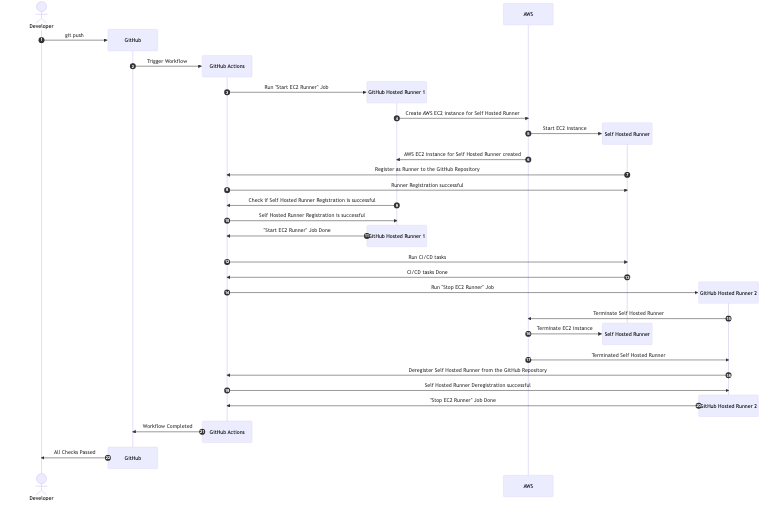 AWS
Developer
1 git push
GitHub
2 Trigger Workflow
GitHub Actions
3 Run "Start EC2 Runner" Job
GitHub Hosted Runner 1
4 Create AWS EC2 Instance for Self Hosted Runner
5 Start EC2 Instance
Self Hosted Runner
6 AWS EC2 Instance for Self Hosted Runner created
7 Register as Runner to the GitHub Repository
8 Runner Registration successful
9 Check if Self Hosted Runner Registration is successful
10 Self Hosted Runner Registration is successful
11 "Start EC2 Runner" Job Done
GitHub Hosted Runner 1
12 Run CI/CD tasks
13 CI/CD tasks Done
14 Run "Stop EC2 Runner" Job
GitHub Hosted Runner 2
15 Terminate Self Hosted Runner
16 Terminate EC2 Instance
Self Hosted Runner
17 Terminated Self Hosted Runner
18 Deregister Self Hosted Runner from the GitHub Repository
19 Self Hosted Runner Deregistration successful
20 "Stop EC2 Runner" Job Done
GitHub Hosted Runner 2
21 Workflow Completed
GitHub Actions
22 All Checks Passed
GitHub
Developer
AWS